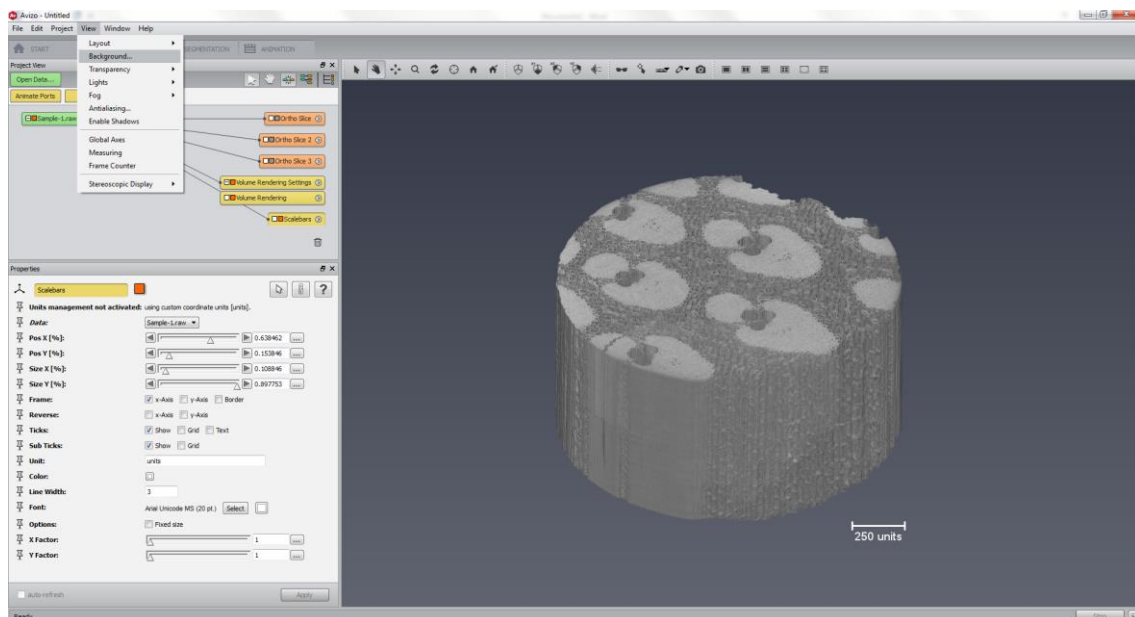 Avizo - Untitled
File Edit Project View Window Help
START SEGMENTATION ANIMATION
Layout
Background...
Transparency
Lights
Fog
Antialiasing...
Enable Shadows
Global Axes
Measuring
Frame Counter
Stereoscopic Display
Project View
Open Data...
Animate Ports
Sample-1.raw
Ortho Slice
Ortho Slice 2
Ortho Slice 3
Volume Rendering Settings
Volume Rendering
Scalebars
Properties
Scalebars
?
Units management not activated: using custom coordinate units [units].
Data: Sample-1.raw
Pos X [%]: 0.638462 ...
Pos Y [%]: 0.153846 ...
Size X [%]: 0.108846 ...
Size Y [%]: 0.897753 ...
Frame: x-Axis y-Axis Border
Reverse: x-Axis y-Axis
Ticks: Show Grid Text
Sub Ticks: Show Grid
Unit: units
Color:
Line Width: 3
Font: Arial Unicode MS (20 pt.) Select
Options: Fixed size
X Factor: 1 ...
Y Factor: 1 ...
auto-refresh Apply
Ready
Stop
250 units